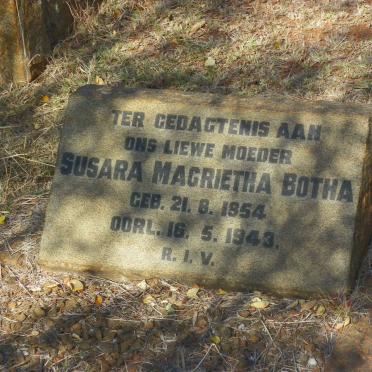 TER GEDAGTENIS AAN
ONS LIEWE MOEDER
SUSARA MAGRIETHA BOTHA
GEB. 21. 8. 1854.
OORL. 16. 5. 1943.
R. I. V.